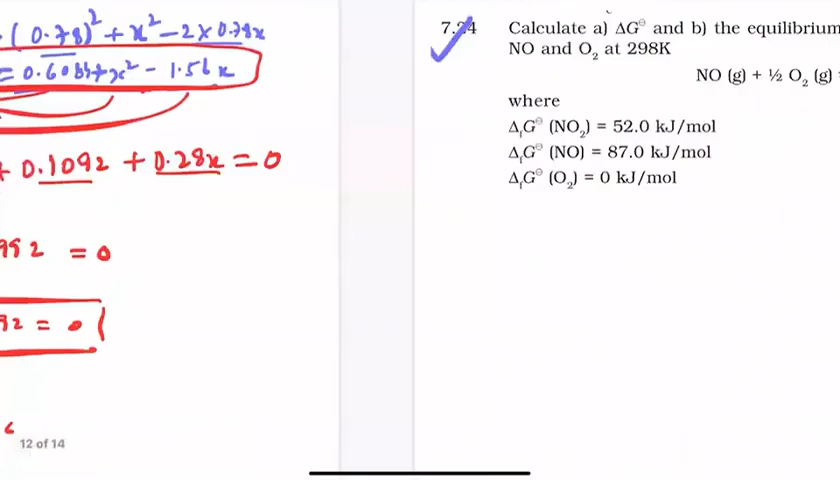 (0.78)² + x² - 2 × 0.78x
= 0.6084 + x² - 1.56x
+ 0.1092 + 0.28x = 0
= 0
92 = 0
12 of 14
7.24 Calculate a) ΔG⊖ and b) the equilibrium
NO and O₂ at 298K
NO (g) + ½ O₂ (g)
where
ΔfG⊖ (NO₂) = 52.0 kJ/mol
ΔfG⊖ (NO) = 87.0 kJ/mol
ΔfG⊖ (O₂) = 0 kJ/mol